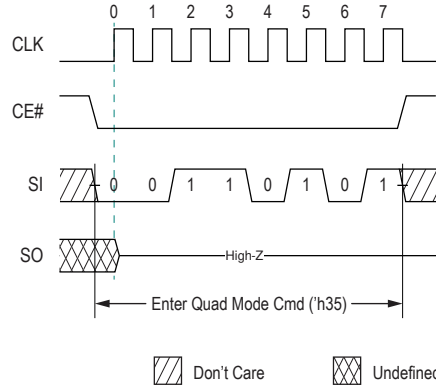 0 1 2 3 4 5 6 7
CLK
CE#
SI 0 0 1 1 0 1 0 1
SO High-Z
Enter Quad Mode Cmd ('h35)
Don't Care Undefined